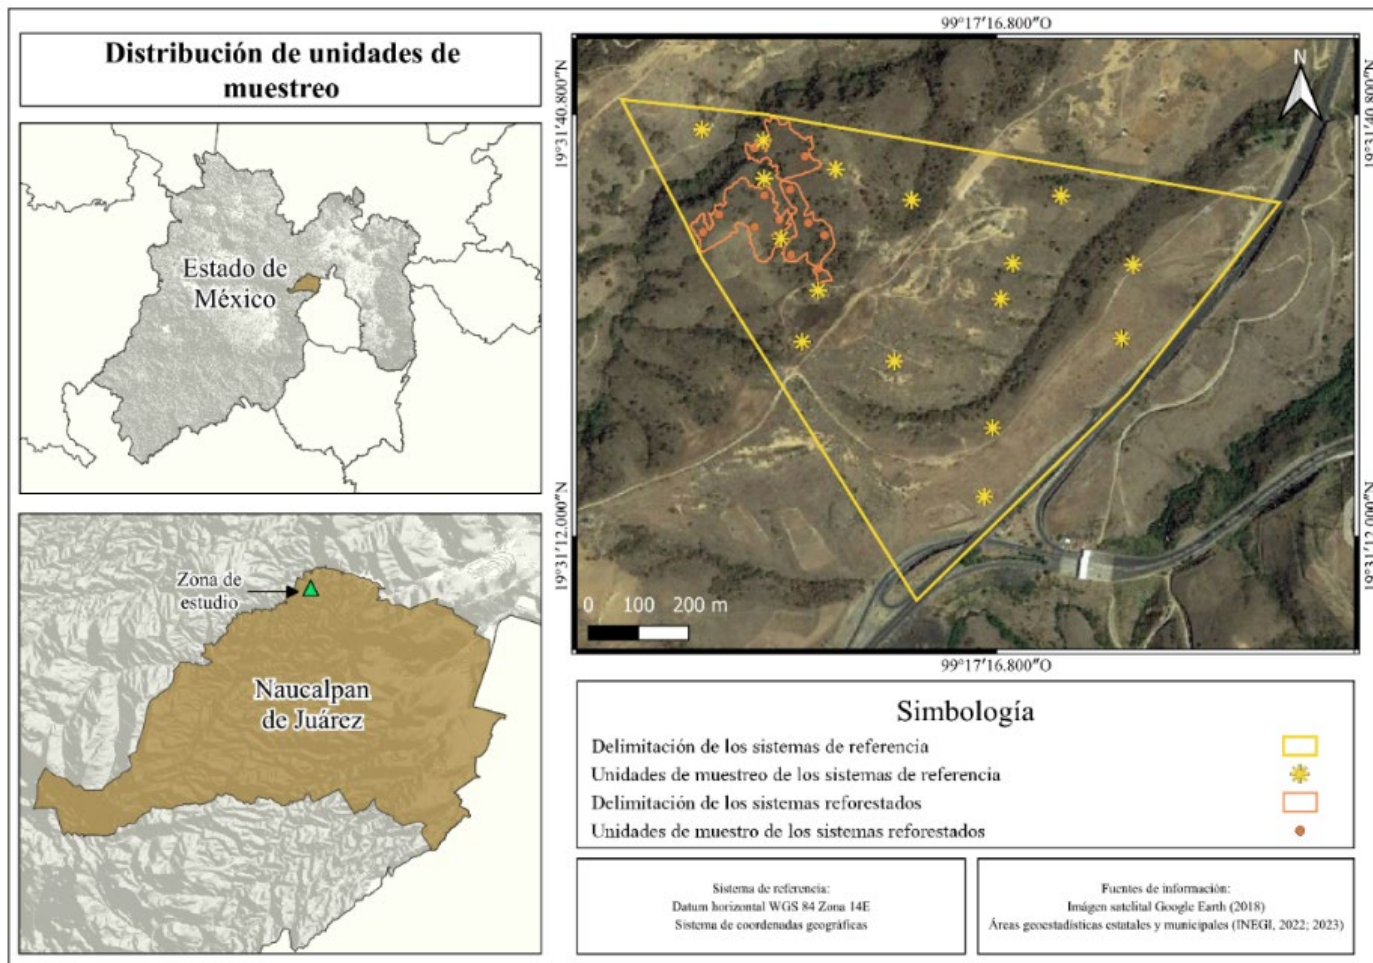 Distribución de unidades de
muestreo
Estado de
México
Zona de
estudio
Naucalpan
de Juárez
99°17'16.800"O
19°31'40.800"N
19°31'40.800"N
N
19°31'12.000"N
19°31'12.000"N
0 100 200 m
99°17'16.800"O
Simbología
Delimitación de los sistemas de referencia
Unidades de muestreo de los sistemas de referencia
Delimitación de los sistemas reforestados
Unidades de muestro de los sistemas reforestados
Sistema de referencia:
Datum horizontal WGS 84 Zona 14E
Sistema de coordenadas geográficas
Fuentes de información:
Imágen satelital Google Earth (2018)
Áreas geoestadísticas estatales y municipales (INEGI, 2022; 2023)